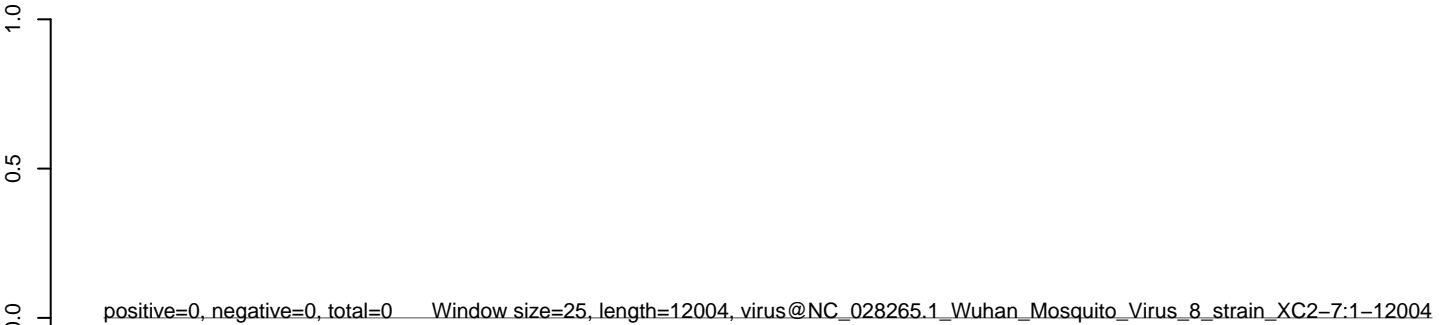 1.0
0.5
0.0
positive=0, negative=0, total=0 Window size=25, length=12004, virus@NC_028265.1_Wuhan_Mosquito_Virus_8_strain_XC2−7:1−12004